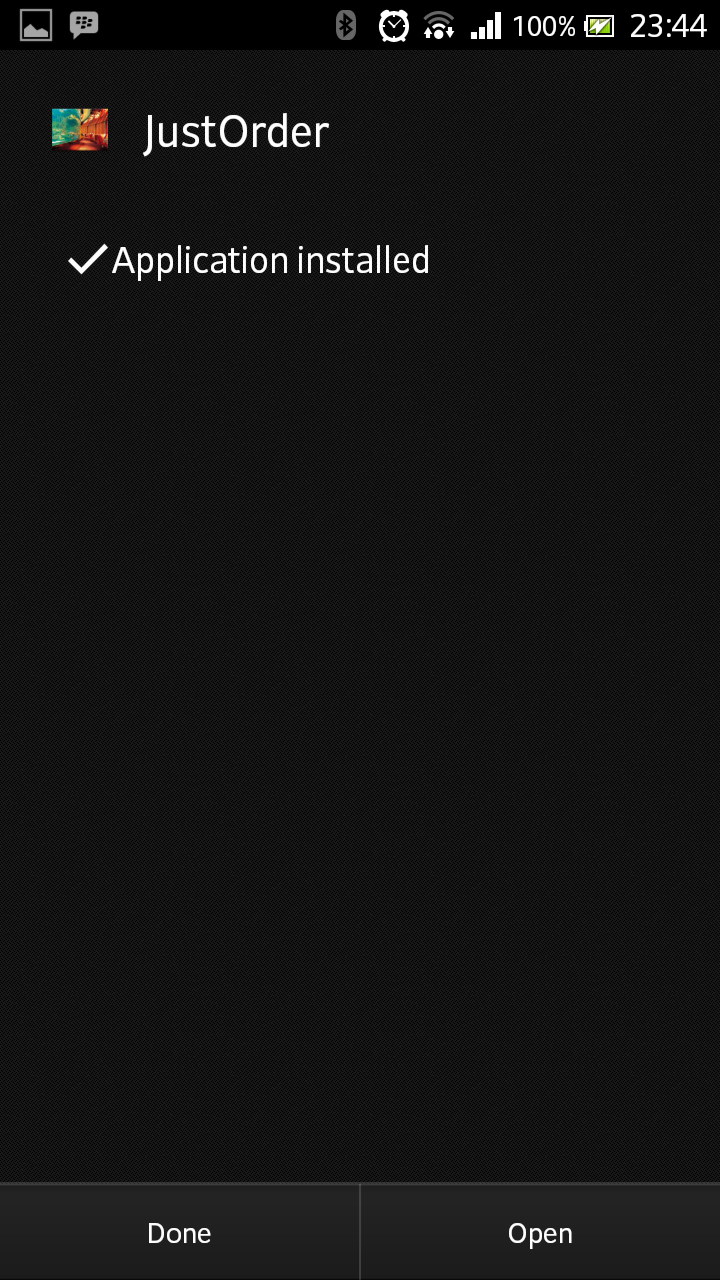 100% 23:44
JustOrder
Application installed
Done Open